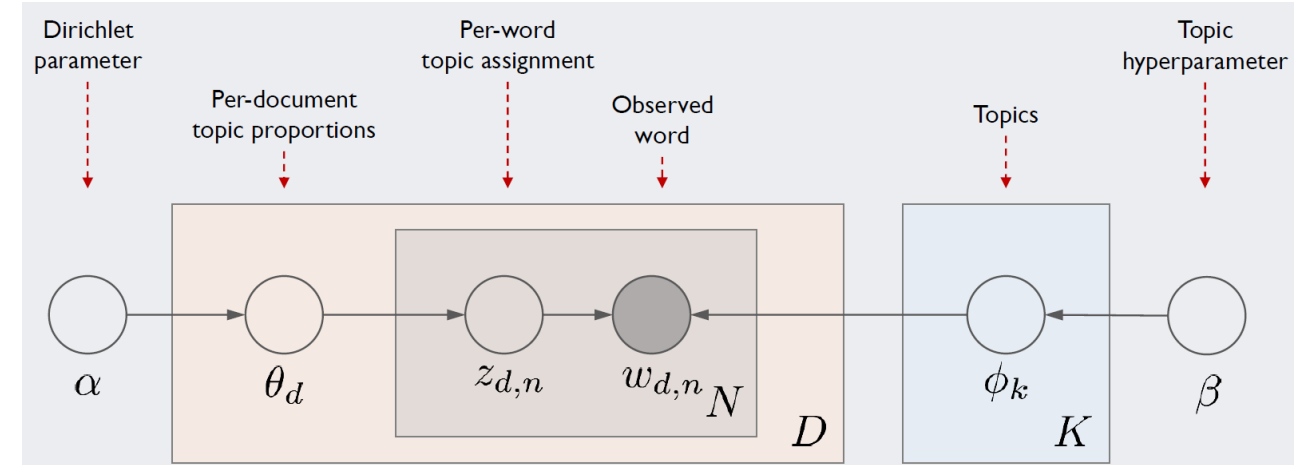 Dirichlet
parameter
Per-document
topic proportions
Per-word
topic assignment
Observed
word
Topics
Topic
hyperparameter
α
θ_d
z_{d,n}
w_{d,n}
N
D
ϕ_k
K
β